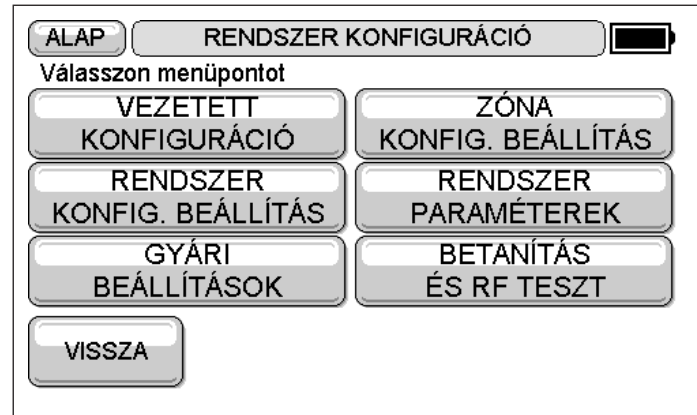 ALAP RENDSZER KONFIGURÁCIÓ
Válasszon menüpontot
VEZETETT
KONFIGURÁCIÓ
ZÓNA
KONFIG. BEÁLLÍTÁS
RENDSZER
KONFIG. BEÁLLÍTÁS
RENDSZER
PARAMÉTEREK
GYÁRI
BEÁLLÍTÁSOK
BETANÍTÁS
ÉS RF TESZT
VISSZA